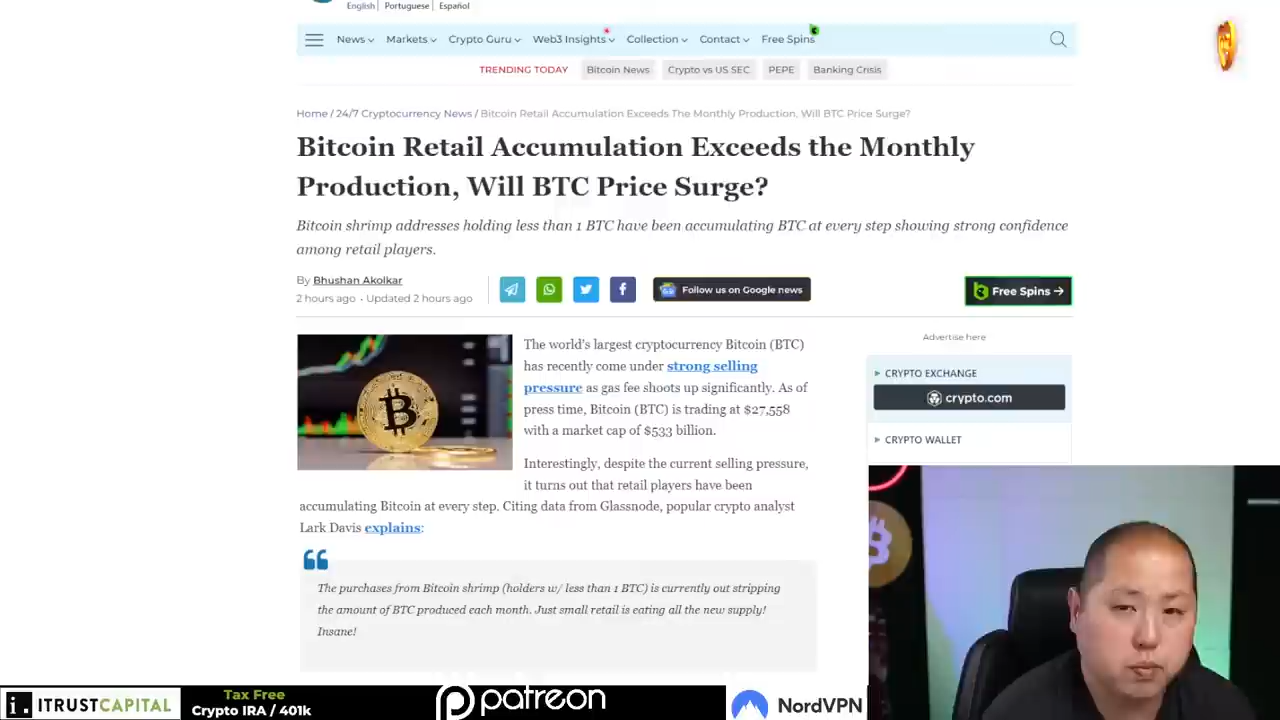 English | Portuguese | Español
News Markets Crypto Guru Web3 Insights Collection Contact Free Spins
TRENDING TODAY Bitcoin News Crypto vs US SEC PEPE Banking Crisis
Home / 24/7 Cryptocurrency News / Bitcoin Retail Accumulation Exceeds The Monthly Production, Will BTC Price Surge?
Bitcoin Retail Accumulation Exceeds the Monthly
Production, Will BTC Price Surge?
Bitcoin shrimp addresses holding less than 1 BTC have been accumulating BTC at every step showing strong confidence
among retail players.
By Bhushan Akolkar
2 hours ago • Updated 2 hours ago
Follow us on Google news
Free Spins →
Advertise here
The world's largest cryptocurrency Bitcoin (BTC)
has recently come under strong selling
pressure as gas fee shoots up significantly. As of
press time, Bitcoin (BTC) is trading at $27,558
with a market cap of $533 billion.
Interestingly, despite the current selling pressure,
it turns out that retail players have been
accumulating Bitcoin at every step. Citing data from Glassnode, popular crypto analyst
Lark Davis explains:
The purchases from Bitcoin shrimp (holders w/ less than 1 BTC) is currently out stripping
the amount of BTC produced each month. Just small retail is eating all the new supply!
Insane!
CRYPTO EXCHANGE
crypto.com
CRYPTO WALLET
i. ITRUSTCAPITAL
Tax Free
Crypto IRA / 401k
patreon
NordVPN